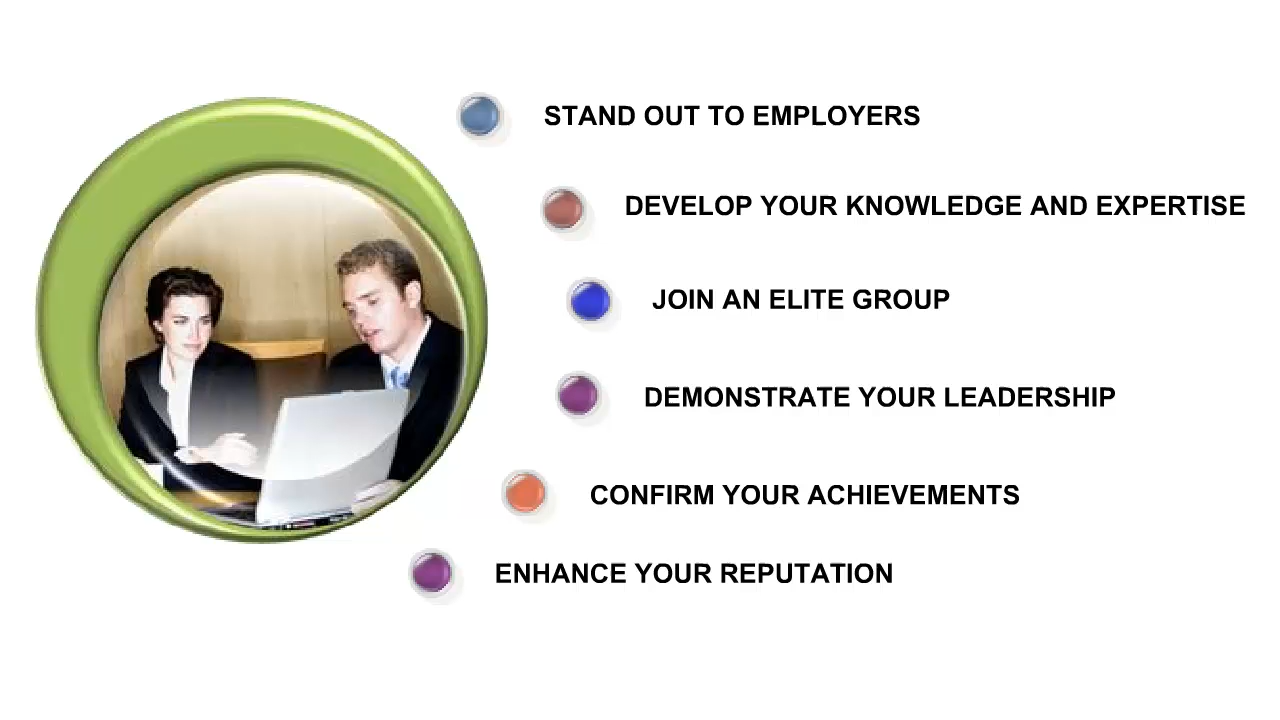 STAND OUT TO EMPLOYERS
DEVELOP YOUR KNOWLEDGE AND EXPERTISE
JOIN AN ELITE GROUP
DEMONSTRATE YOUR LEADERSHIP
CONFIRM YOUR ACHIEVEMENTS
ENHANCE YOUR REPUTATION